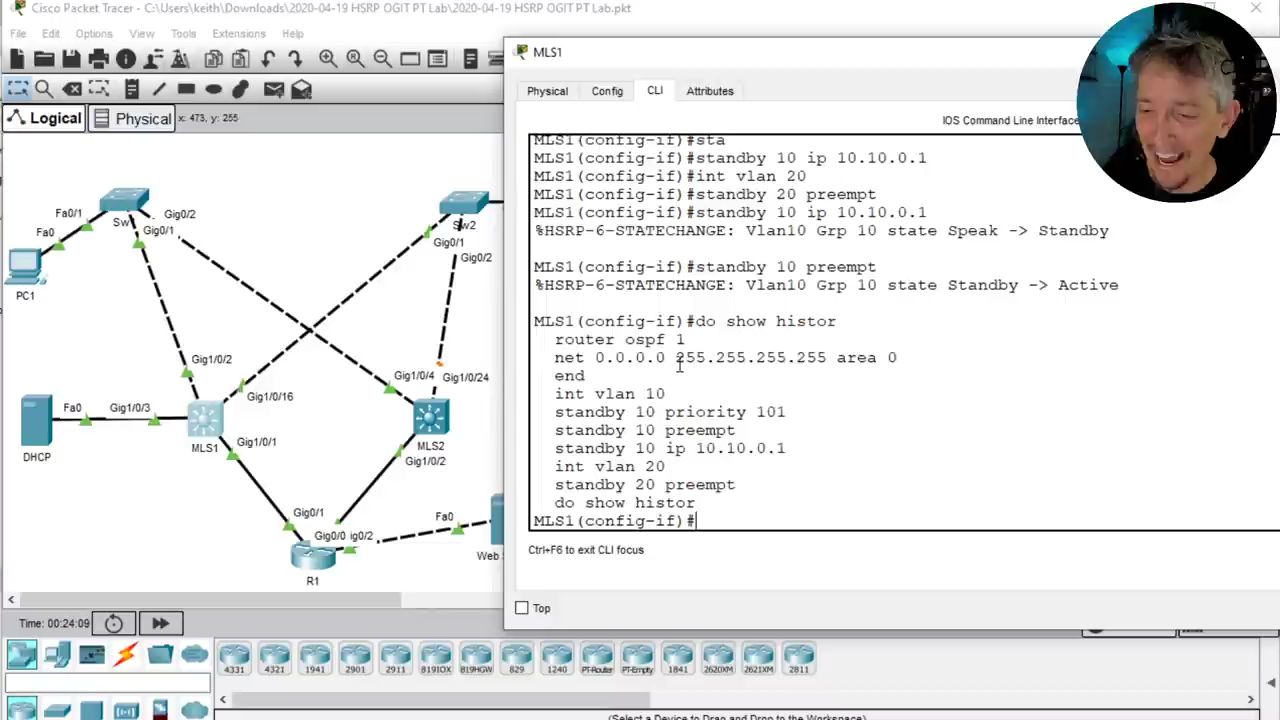 Cisco Packet Tracer - C:\Users\keith\Downloads\2020-04-19 HSRP OGIT PT Lab\2020-04-19 HSRP OGIT PT Lab.pkt
File Edit Options View Tools Extensions Help
Logical Physical x: 473, y: 255
MLS1
Physical Config CLI Attributes
IOS Command Line Interface
MLS1(config-if)#sta
MLS1(config-if)#standby 10 ip 10.10.0.1
MLS1(config-if)#int vlan 20
MLS1(config-if)#standby 20 preempt
MLS1(config-if)#standby 10 ip 10.10.0.1
%HSRP-6-STATECHANGE: Vlan10 Grp 10 state Speak -> Standby
MLS1(config-if)#standby 10 preempt
%HSRP-6-STATECHANGE: Vlan10 Grp 10 state Standby -> Active
MLS1(config-if)#do show histor
router ospf 1
net 0.0.0.0 255.255.255.255 area 0
end
int vlan 10
standby 10 priority 101
standby 10 preempt
standby 10 ip 10.10.0.1
int vlan 20
standby 20 preempt
do show histor
MLS1(config-if)#
Ctrl+F6 to exit CLI focus
Top
Fa0/1
Fa0
PC1
Sw
Gig0/2
Gig0/1
Sw2
Gig0/1
Gig0/2
Gig1/0/2
Gig1/0/16
Gig1/0/4
Gig1/0/24
Fa0
Gig1/0/3
DHCP
MLS1
Gig1/0/1
MLS2
Gig1/0/2
Gig0/1
Gig0/0
ig0/2
Fa0
Web S
R1
Time: 00:24:09
4331 4321 1941 2901 2911 819IOX 819HGW 829 1240 PT-Router PT-Empty 1841 2620XM 2621XM 2811
(Select a Device to Drag and Drop to the Workspace)